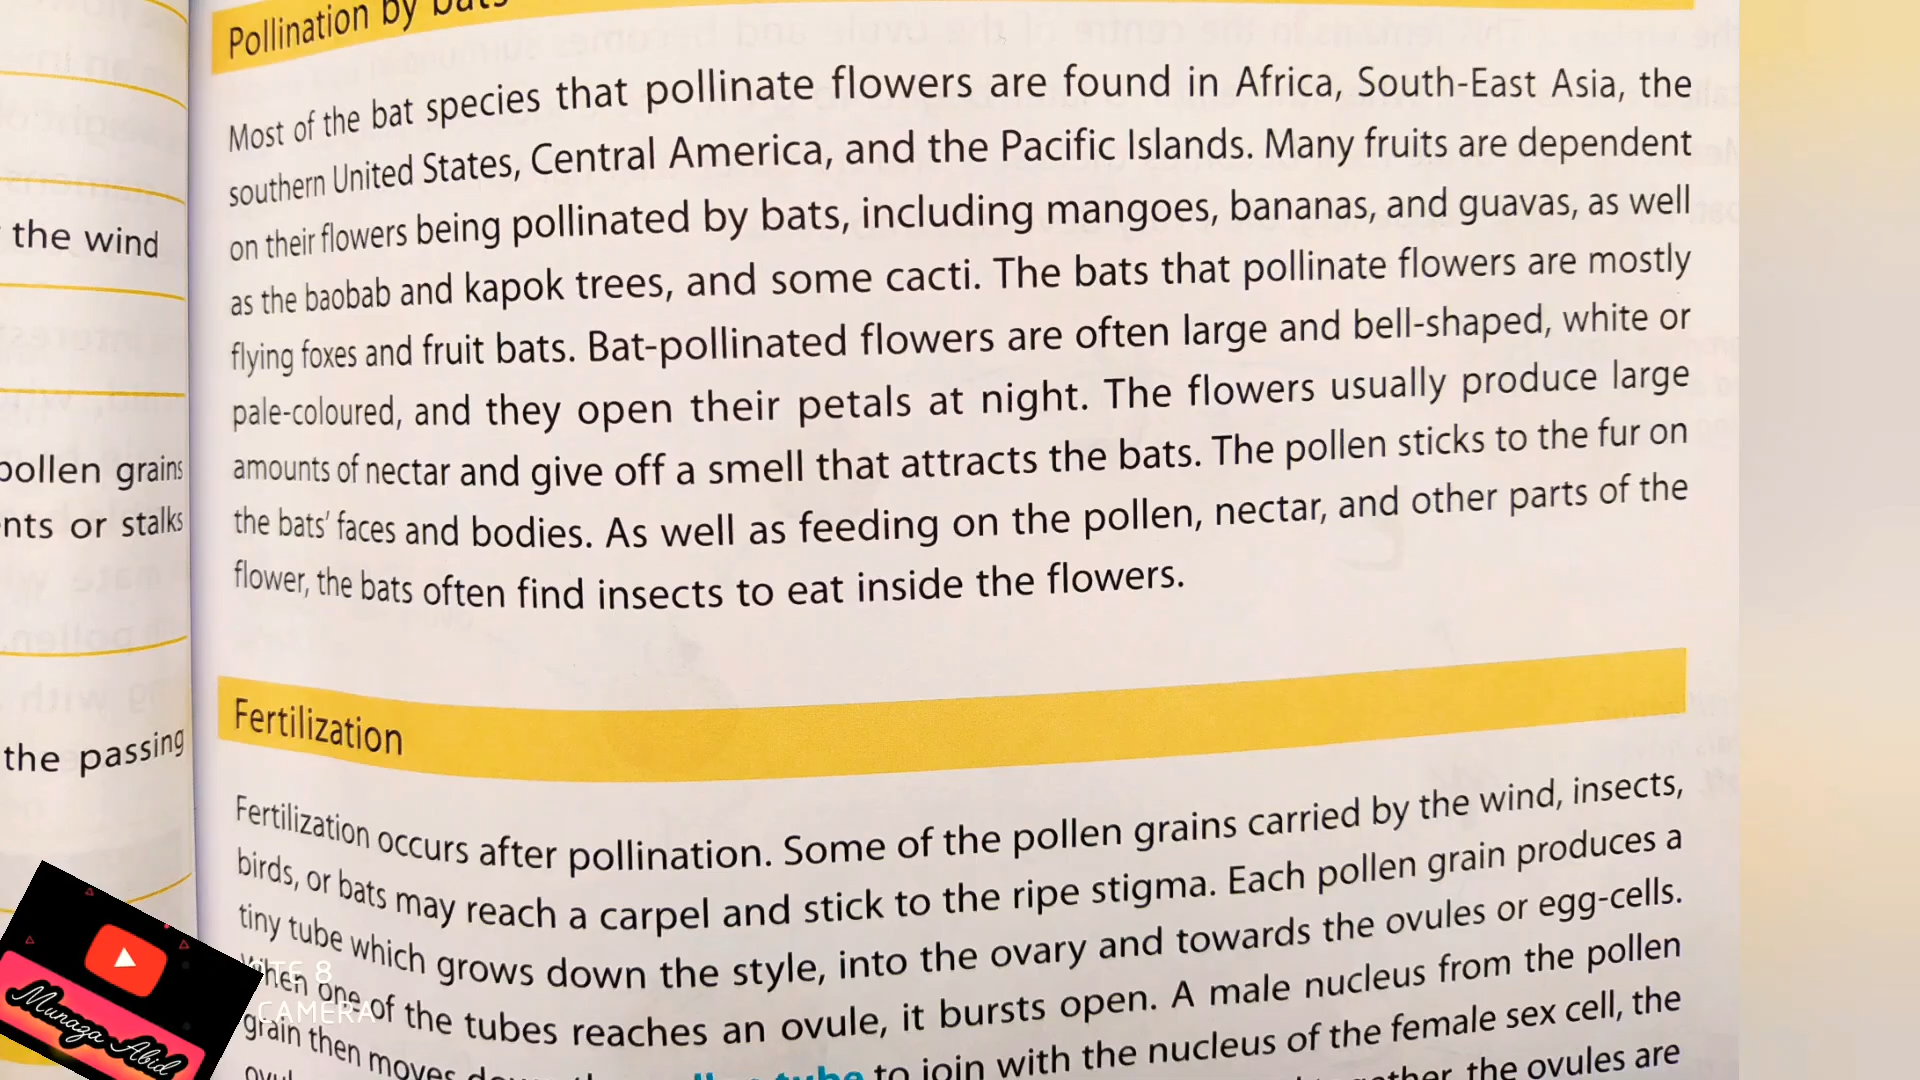 Pollination by bats
Most of the bat species that pollinate flowers are found in Africa, South-East Asia, the
southern United States, Central America, and the Pacific Islands. Many fruits are dependent
on their flowers being pollinated by bats, including mangoes, bananas, and guavas, as well
as the baobab and kapok trees, and some cacti. The bats that pollinate flowers are mostly
flying foxes and fruit bats. Bat-pollinated flowers are often large and bell-shaped, white or
pale-coloured, and they open their petals at night. The flowers usually produce large
amounts of nectar and give off a smell that attracts the bats. The pollen sticks to the fur on
the bats' faces and bodies. As well as feeding on the pollen, nectar, and other parts of the
flower, the bats often find insects to eat inside the flowers.
Fertilization
Fertilization occurs after pollination. Some of the pollen grains carried by the wind, insects,
birds, or bats may reach a carpel and stick to the ripe stigma. Each pollen grain produces a
tiny tube which grows down the style, into the ovary and towards the ovules or egg-cells.
When one of the tubes reaches an ovule, it bursts open. A male nucleus from the pollen
grain then moves down tube to join with the nucleus of the female sex cell, the
the ovules are
the wind
pollen grains
or stalks
the passing
8
CAMERA
Munaza Abid